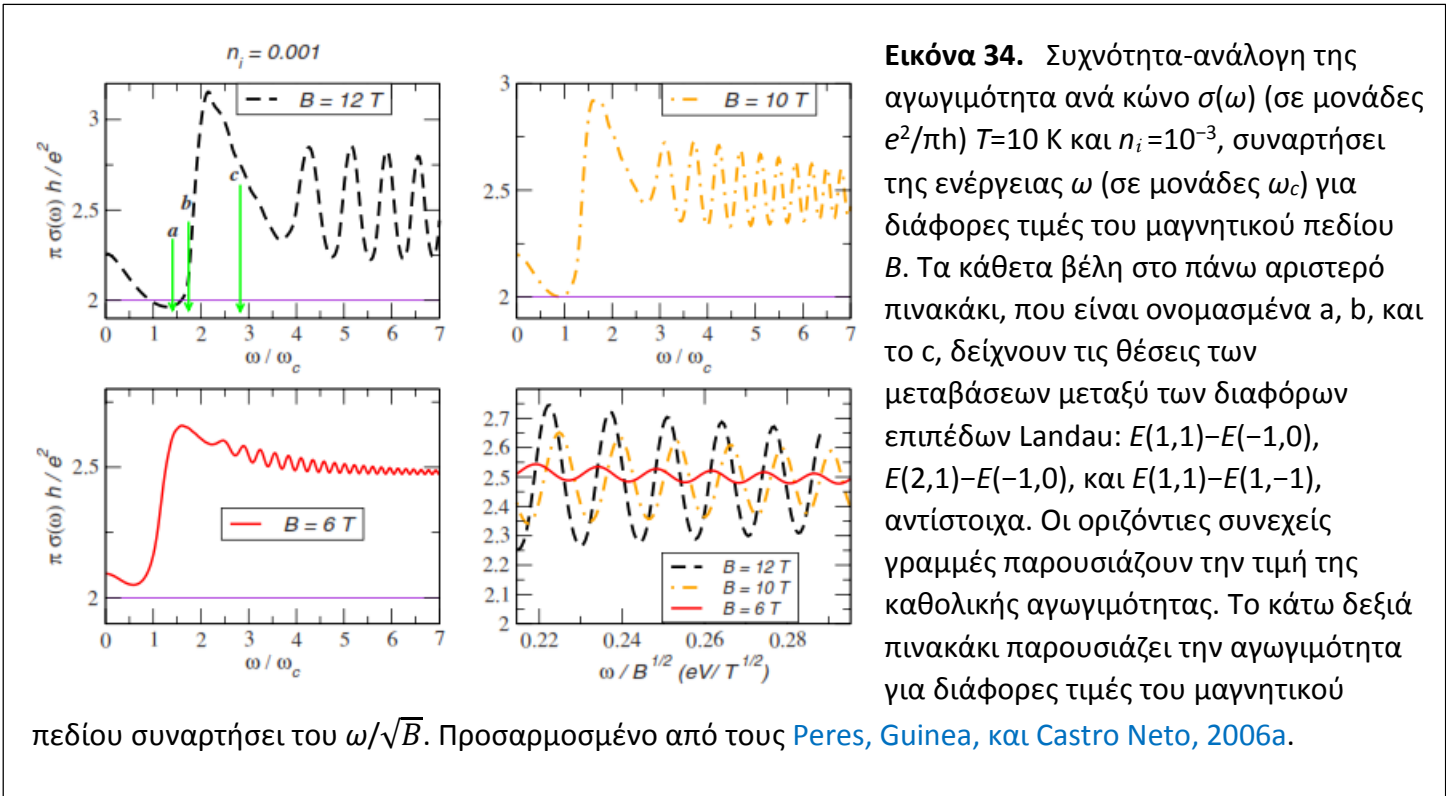 n_i = 0.001
B = 12 T
a
b
c
π σ(ω) h / e²
3
2.5
2
0 1 2 3 4 5 6 7
ω / ω_c
B = 10 T
3
2.5
2
0 1 2 3 4 5 6 7
ω / ω_c
B = 6 T
π σ(ω) h / e²
2.5
2
0 1 2 3 4 5 6 7
ω / ω_c
2.7
2.6
2.5
2.4
2.3
2.2
2.1
2
B = 12 T
B = 10 T
B = 6 T
0.22 0.24 0.26 0.28
ω / B^{1/2} (eV/ T^{1/2})
Εικόνα 34. Συχνότητα-ανάλογη της
αγωγιμότητα ανά κώνο σ(ω) (σε μονάδες
e²/πh) T=10 K και n_i =10⁻³, συναρτήσει
της ενέργειας ω (σε μονάδες ω_c) για
διάφορες τιμές του μαγνητικού πεδίου
B. Τα κάθετα βέλη στο πάνω αριστερό
πινακάκι, που είναι ονομασμένα a, b, και
το c, δείχνουν τις θέσεις των
μεταβάσεων μεταξύ των διαφόρων
επιπέδων Landau: E(1,1)−E(−1,0),
E(2,1)−E(−1,0), και E(1,1)−E(1,−1),
αντίστοιχα. Οι οριζόντιες συνεχείς
γραμμές παρουσιάζουν την τιμή της
καθολικής αγωγιμότητας. Το κάτω δεξιά
πινακάκι παρουσιάζει την αγωγιμότητα
για διάφορες τιμές του μαγνητικού
πεδίου συναρτήσει του ω/√B. Προσαρμοσμένο από τους Peres, Guinea, και Castro Neto, 2006a.